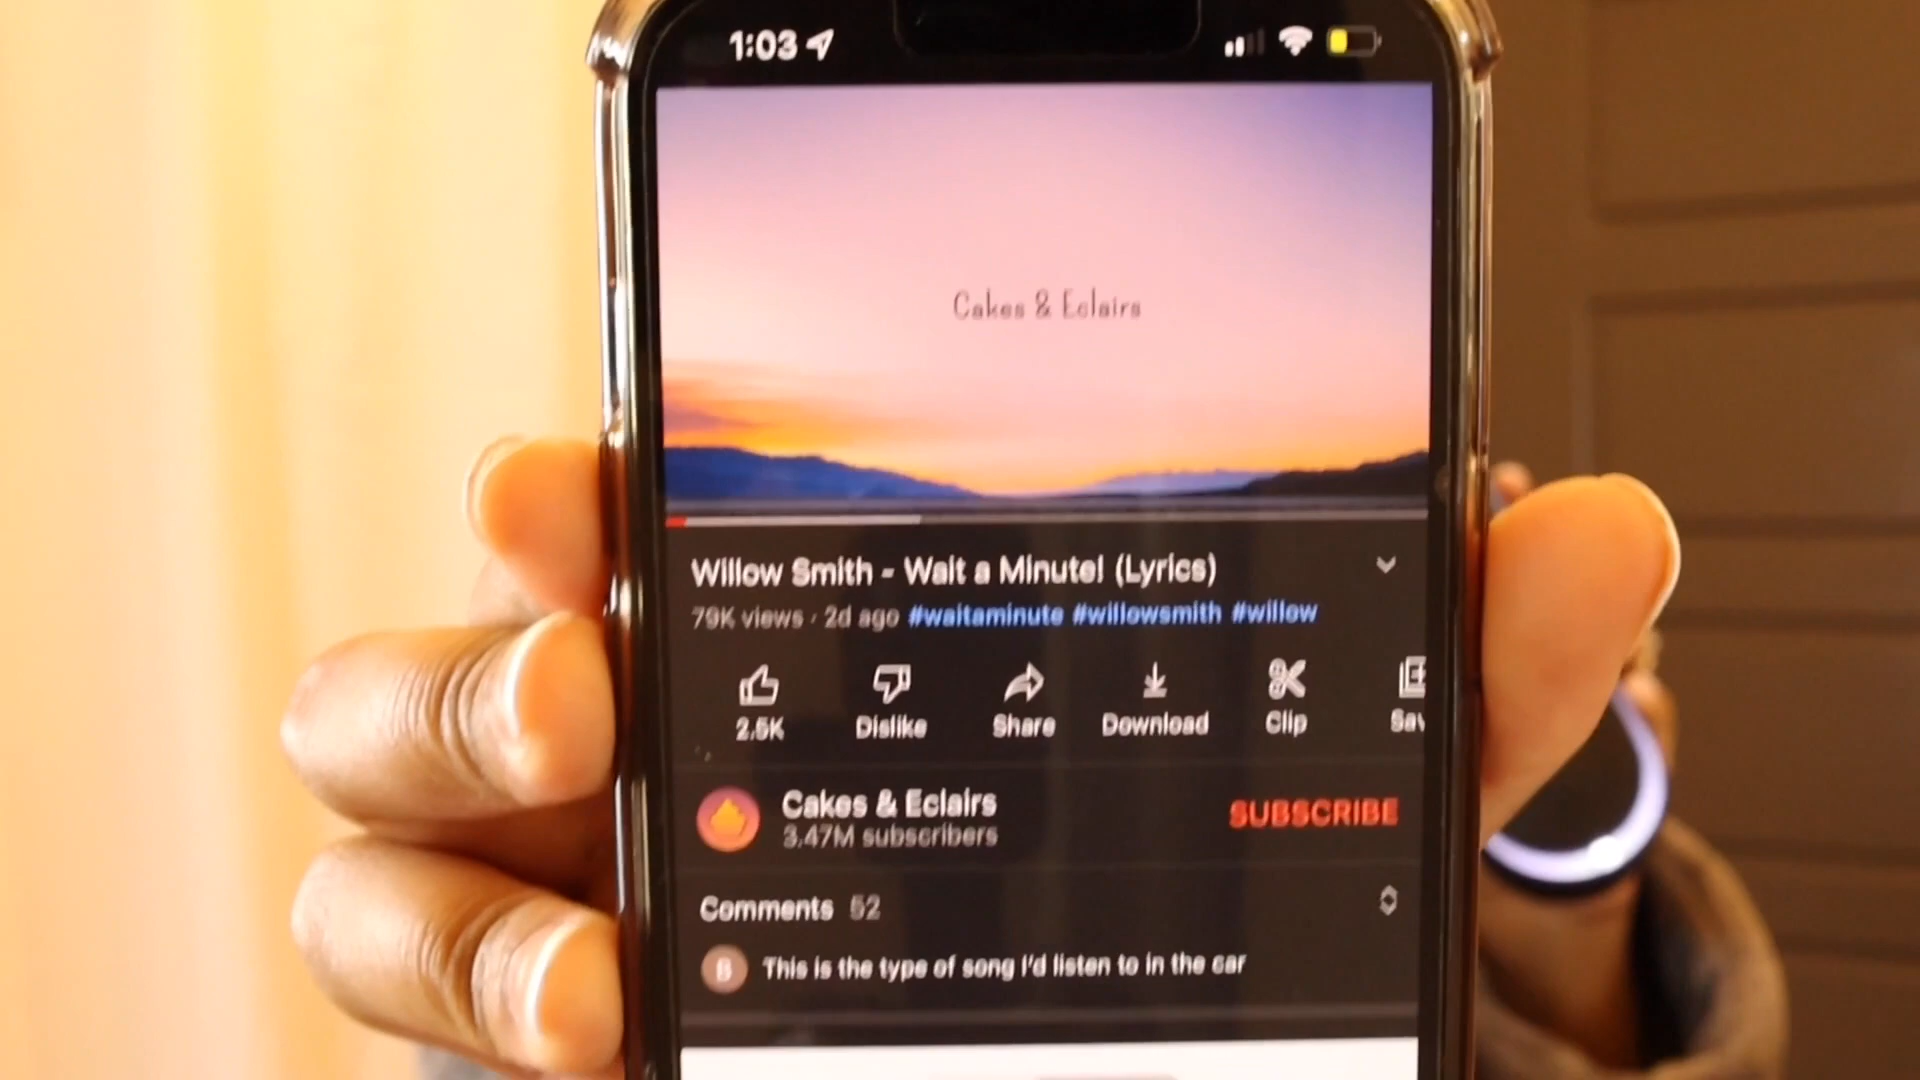 1:03
Cakes & Eclairs
Willow Smith - Wait a Minute! (Lyrics)
79K views · 2d ago #waitaminute #willowsmith #willow
2.5K Dislike Share Download Clip Sav
Cakes & Eclairs
3.47M subscribers
SUBSCRIBE
Comments 52
B This is the type of song I'd listen to in the car